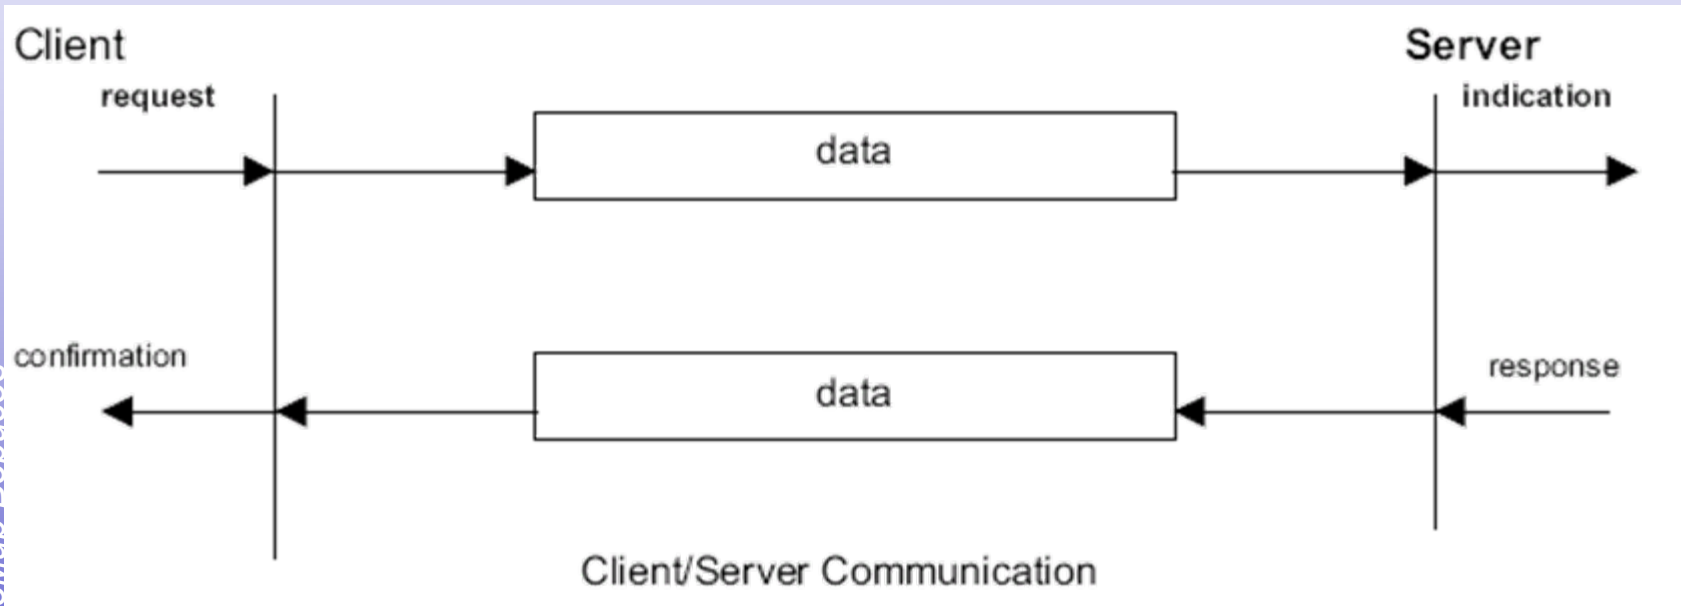 Client
Server
request
indication
data
confirmation
response
data
Client/Server Communication